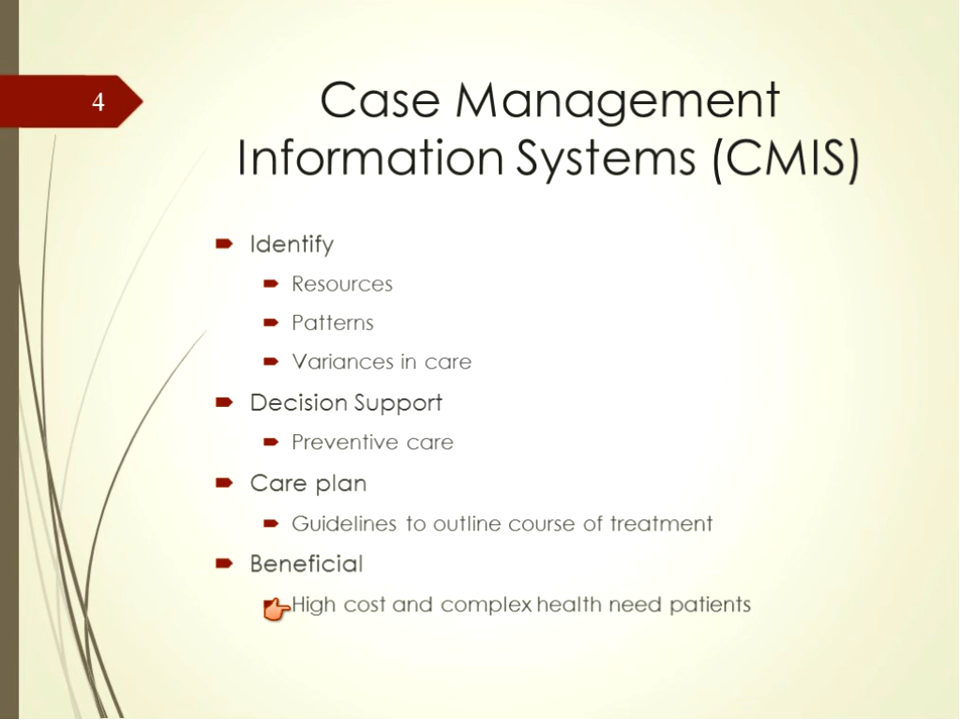 4
Case Management
Information Systems (CMIS)
Identify
Resources
Patterns
Variances in care
Decision Support
Preventive care
Care plan
Guidelines to outline course of treatment
Beneficial
High cost and complex health need patients